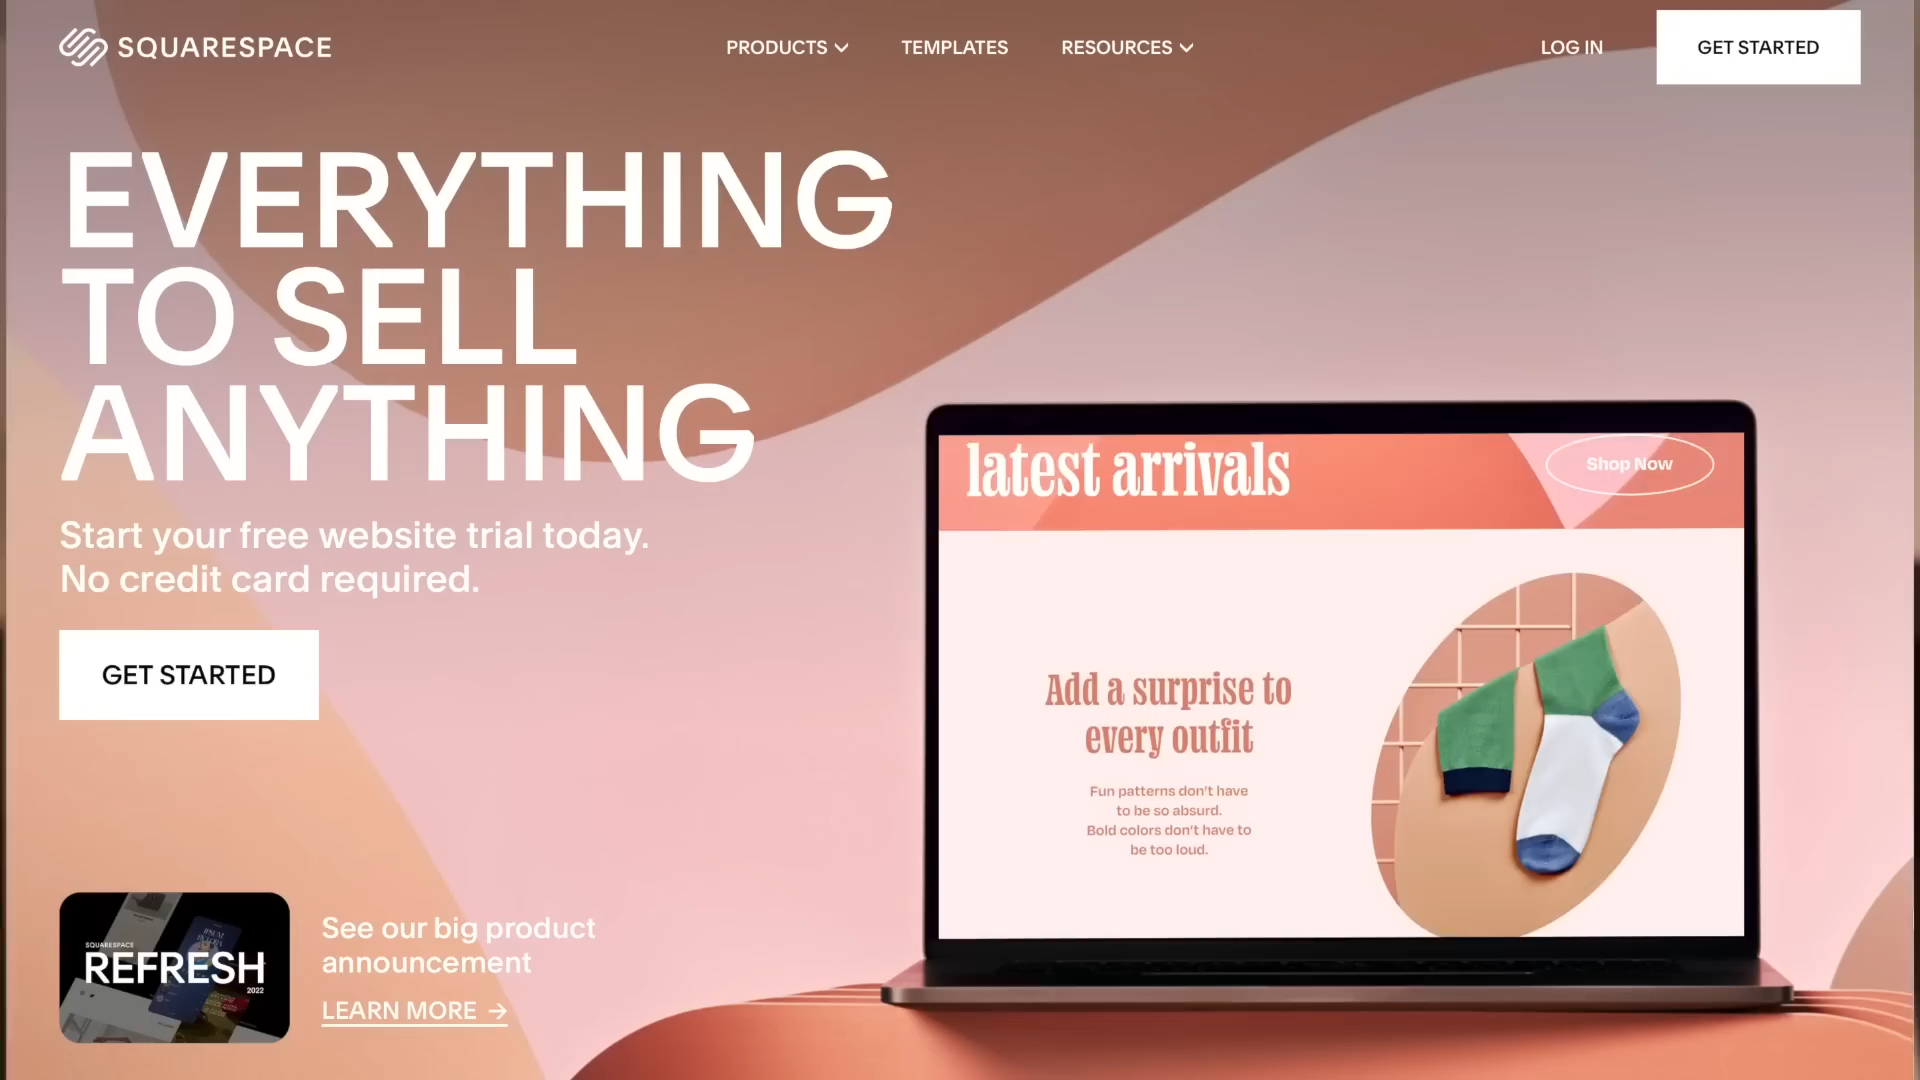 SQUARESPACE
PRODUCTS
TEMPLATES
RESOURCES
LOG IN
GET STARTED
EVERYTHING
TO SELL
ANYTHING
Start your free website trial today.
No credit card required.
GET STARTED
latest arrivals
Shop Now
Add a surprise to
every outfit
Fun patterns don't have
to be so absurd.
Bold colors don't have to
be too loud.
SQUARESPACE
REFRESH
2022
See our big product
announcement
LEARN MORE →